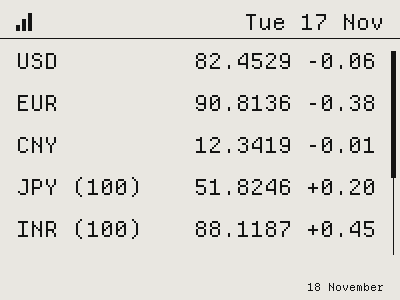 Tue 17 Nov
USD 82.4529 -0.06
EUR 90.8136 -0.38
CNY 12.3419 -0.01
JPY (100) 51.8246 +0.20
INR (100) 88.1187 +0.45
18 November